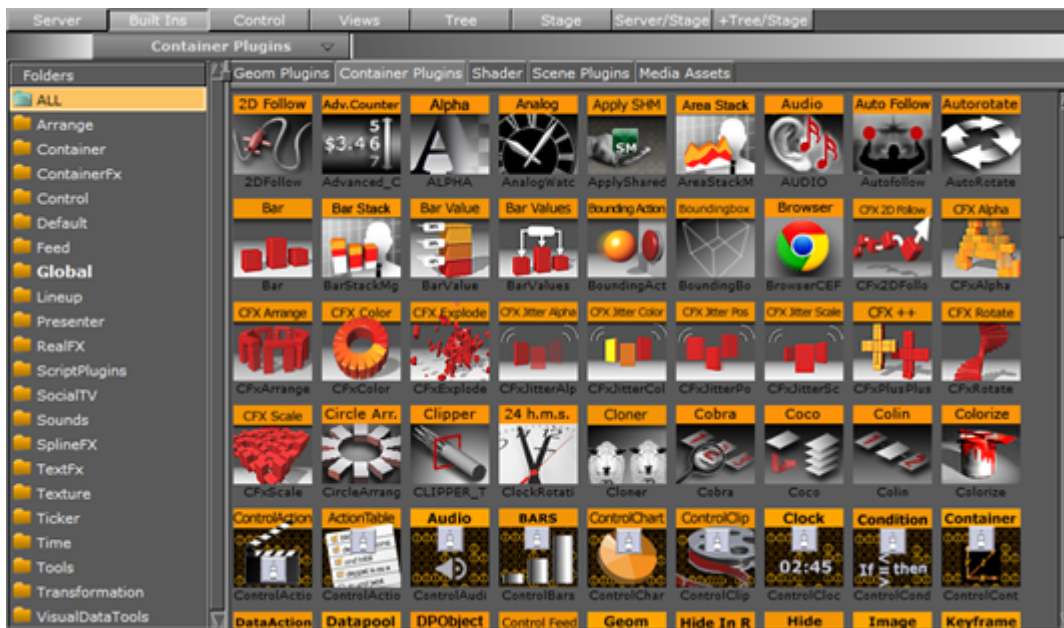 Server Built Ins Control Views Tree Stage Server/Stage +Tree/Stage
Container Plugins
Folders
Geom Plugins Container Plugins Shader Scene Plugins Media Assets
ALL
Arrange
Container
ContainerFx
Control
Default
Feed
Global
Lineup
Presenter
RealFX
ScriptPlugins
SocialTV
Sounds
SplineFX
TextFx
Texture
Ticker
Time
Tools
Transformation
VisualDataTools
2D Follow Adv.Counter Alpha Analog Apply SHM Area Stack Audio Auto Follow Autorotate
$3.46 5 7 A SM
2DFollow Advanced_C ALPHA AnalogWatc ApplyShared AreaStackM AUDIO Autofollow AutoRotate
Bar Bar Stack Bar Value Bar Values Bounding Action Boundingbox Browser CFX 2D Follow CFX Alpha
Bar BarStackMg BarValue BarValues BoundingAct BoundingBo BrowserCEF CFx2DFollo CFxAlpha
CFX Arrange CFX Color CFX Explode CFX Jitter Alpha CFX Jitter Color CFX Jitter Pos CFX Jitter Scale CFX ++ CFX Rotate
CFxArrange CFxColor CFxExplode CFxJitterAlp CFxJitterCol CFxJitterPo CFxJitterSc CFxPlusPlus CFxRotate
CFX Scale Circle Arr. Clipper 24 h.m.s. Cloner Cobra Coco Colin Colorize
CFxScale CircleArrang CLIPPER_T ClockRotati Cloner Cobra Coco Colin Colorize
ControlAction ActionTable Audio BARS ControlChart ControlClip Clock Condition Container
02:45 If then
ControlActio ControlActio ControlAudi ControlBars ControlChar ControlClip ControlCloc ControlCond ControlCont
DataAction Datapool DPObject Control Feed Geom Hide In R Hide Image Keyframe